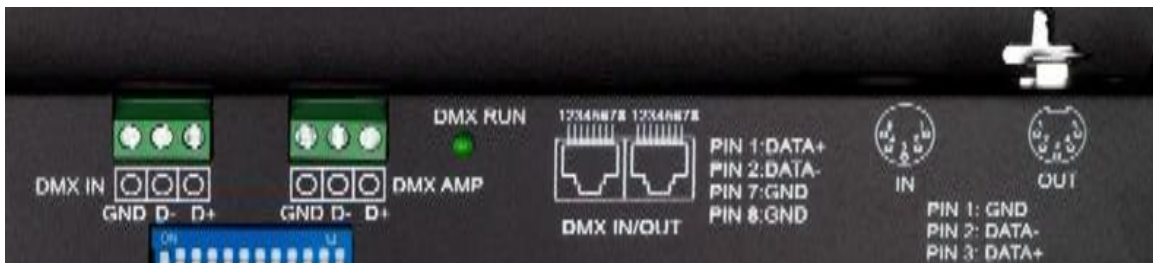 DMX RUN
12345678 12345678
PIN 1:DATA+
PIN 2:DATA-
PIN 7:GND
PIN 8:GND
DMX IN
DMX AMP
GND D- D+
GND D- D+
DMX IN/OUT
IN
OUT
PIN 1: GND
PIN 2: DATA-
PIN 3: DATA+
ON